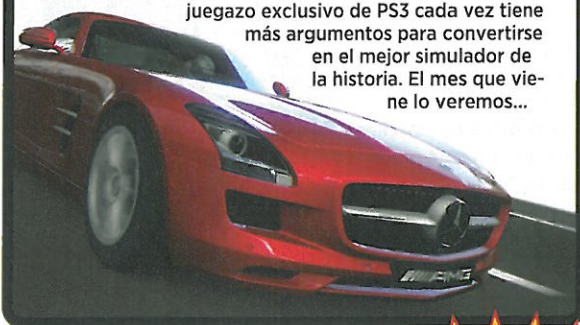 juegazo exclusivo de PS3 cada vez tiene
más argumentos para convertirse
en el mejor simulador de
la historia. El mes que vie-
ne lo veremos...
AMG